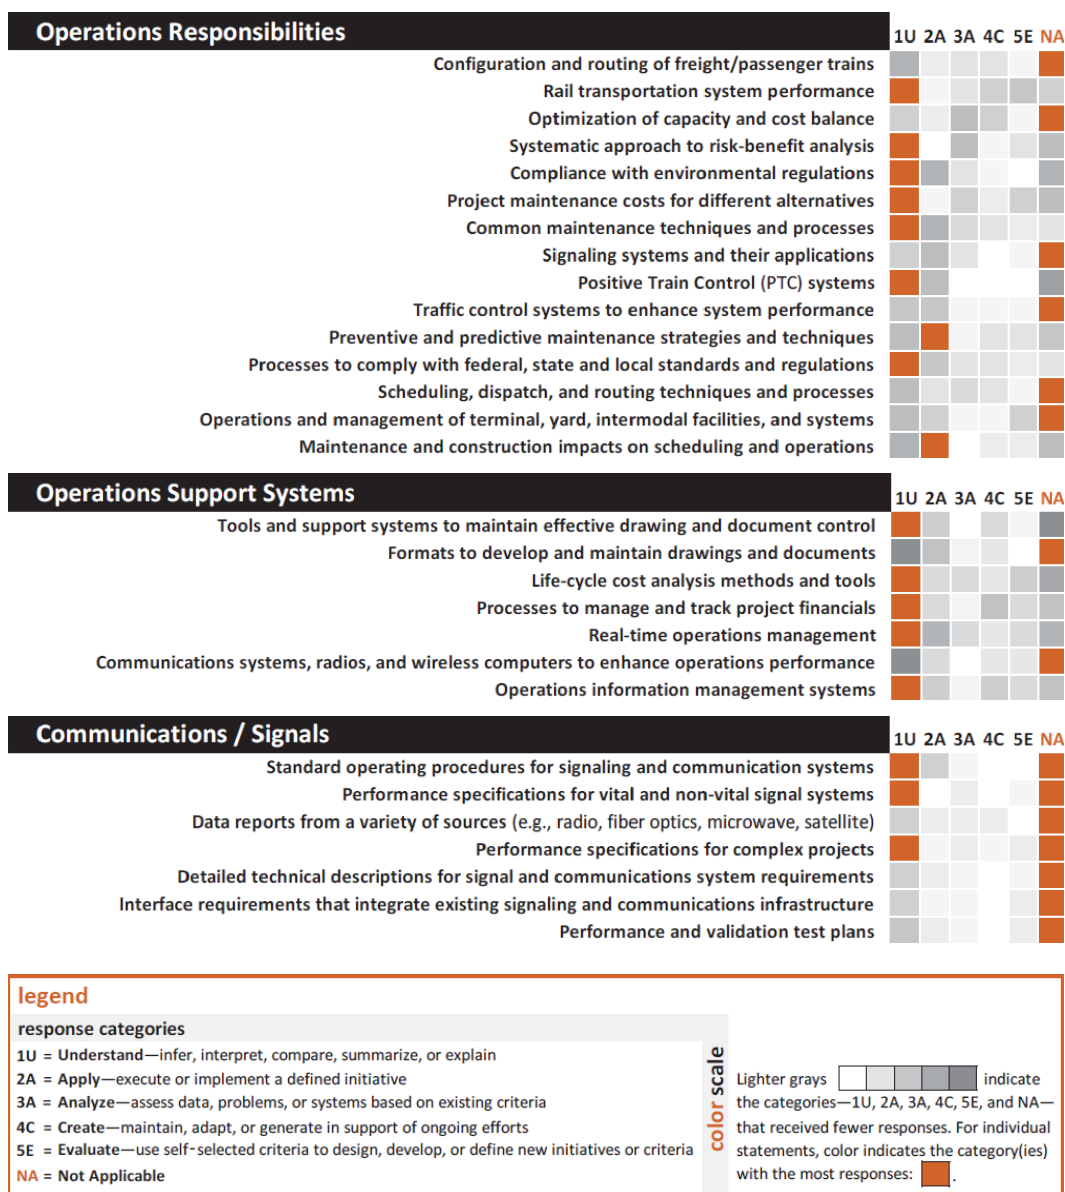 Operations Responsibilities
1U 2A 3A 4C 5E NA
Configuration and routing of freight/passenger trains
Rail transportation system performance
Optimization of capacity and cost balance
Systematic approach to risk-benefit analysis
Compliance with environmental regulations
Project maintenance costs for different alternatives
Common maintenance techniques and processes
Signaling systems and their applications
Positive Train Control (PTC) systems
Traffic control systems to enhance system performance
Preventive and predictive maintenance strategies and techniques
Processes to comply with federal, state and local standards and regulations
Scheduling, dispatch, and routing techniques and processes
Operations and management of terminal, yard, intermodal facilities, and systems
Maintenance and construction impacts on scheduling and operations
Operations Support Systems
1U 2A 3A 4C 5E NA
Tools and support systems to maintain effective drawing and document control
Formats to develop and maintain drawings and documents
Life-cycle cost analysis methods and tools
Processes to manage and track project financials
Real-time operations management
Communications systems, radios, and wireless computers to enhance operations performance
Operations information management systems
Communications / Signals
1U 2A 3A 4C 5E NA
Standard operating procedures for signaling and communication systems
Performance specifications for vital and non-vital signal systems
Data reports from a variety of sources (e.g., radio, fiber optics, microwave, satellite)
Performance specifications for complex projects
Detailed technical descriptions for signal and communications system requirements
Interface requirements that integrate existing signaling and communications infrastructure
Performance and validation test plans
legend
response categories
1U = Understand—infer, interpret, compare, summarize, or explain
2A = Apply—execute or implement a defined initiative
3A = Analyze—assess data, problems, or systems based on existing criteria
4C = Create—maintain, adapt, or generate in support of ongoing efforts
5E = Evaluate—use self-selected criteria to design, develop, or define new initiatives or criteria
NA = Not Applicable
color scale
Lighter grays indicate
the categories—1U, 2A, 3A, 4C, 5E, and NA—
that received fewer responses. For individual
statements, color indicates the category(ies)
with the most responses: .